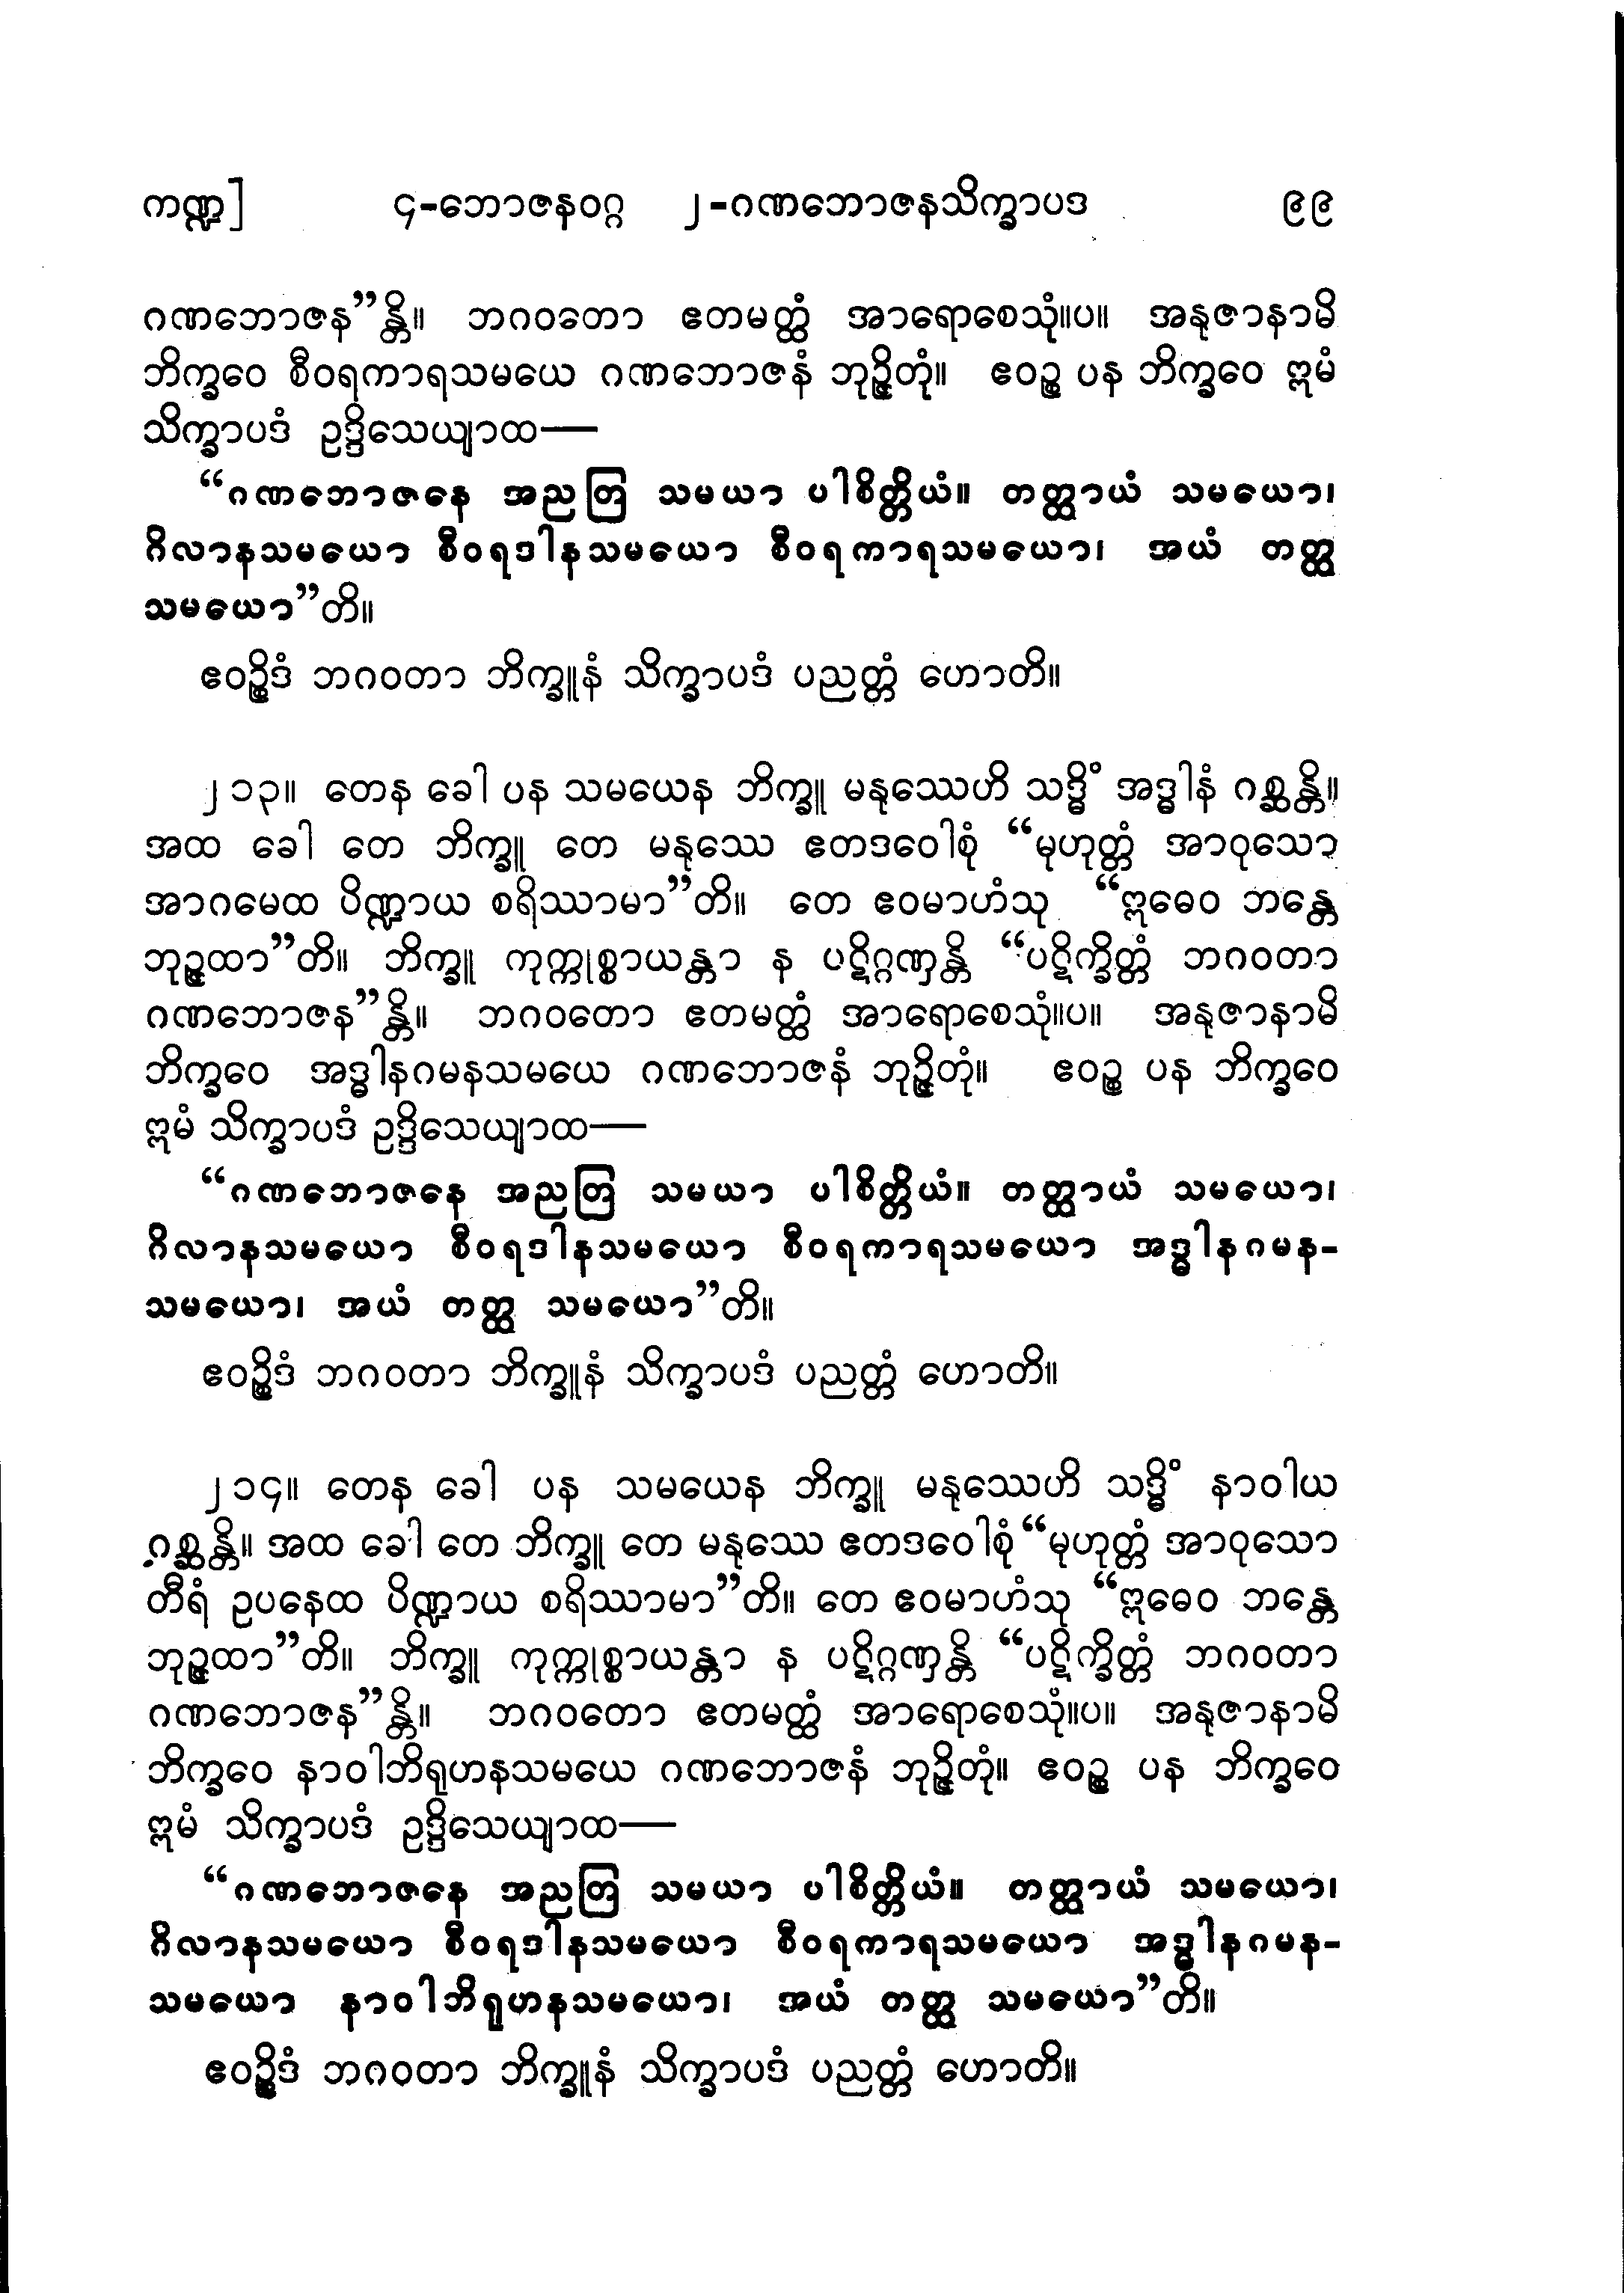 ကဏ္ဍ] ၄-ဘောဇနဝဂ္ဂ ၂-ဂဏဘောဇနသိက္ခာပဒ ၉၉
ဂဏဘောဇန”န္တိ။ ဘဂဝတော ဧတမတ္ထံ အာရောစေသုံ။ပ။ အနုဇာနာမိ
ဘိက္ခဝေ စီဝရကာရသမယေ ဂဏဘောဇနံ ဘုဉ္ဇိတုံ။ ဧဝဉ္စ ပန ဘိက္ခဝေ ဣမံ
သိက္ခာပဒံ ဥဒ္ဒိသေယျာထ—
“ဂဏဘောဇနေ အညတြ သမယာ ပါစိတ္တိယံ။ တတ္ထာယံ သမယော၊
ဂိလာနသမယော စီဝရဒါနသမယော စီဝရကာရသမယော၊ အယံ တတ္ထ
သမယော”တိ။
ဧဝဉ္စိဒံ ဘဂဝတာ ဘိက္ခူနံ သိက္ခာပဒံ ပညတ္တံ ဟောတိ။
၂၁၃။ တေန ခေါ ပန သမယေန ဘိက္ခူ မနုဿေဟိ သဒ္ဓိံ အဒ္ဓါနံ ဂစ္ဆန္တိ။
အထ ခေါ တေ ဘိက္ခူ တေ မနုဿေ ဧတဒဝေါစုံ “မုဟုတ္တံ အာဝုသော
အာဂမေထ ပိဏ္ဍာယ စရိဿာမာ”တိ။ တေ ဧဝမာဟံသု “ဣဓေဝ ဘန္တေ
ဘုဉ္ဇထာ”တိ။ ဘိက္ခူ ကုက္ကုစ္စာယန္တာ န ပဋိဂ္ဂဏှန္တိ “ပဋိက္ခိတ္တံ ဘဂဝတာ
ဂဏဘောဇန”န္တိ။ ဘဂဝတော ဧတမတ္ထံ အာရောစေသုံ။ပ။ အနုဇာနာမိ
ဘိက္ခဝေ အဒ္ဓါနဂမနသမယေ ဂဏဘောဇနံ ဘုဉ္ဇိတုံ။ ဧဝဉ္စ ပန ဘိက္ခဝေ
ဣမံ သိက္ခာပဒံ ဥဒ္ဒိသေယျာထ—
“ဂဏဘောဇနေ အညတြ သမယာ ပါစိတ္တိယံ။ တတ္ထာယံ သမယော၊
ဂိလာနသမယော စီဝရဒါနသမယော စီဝရကာရသမယော အဒ္ဓါနဂမန-
သမယော၊ အယံ တတ္ထ သမယော”တိ။
ဧဝဉ္စိဒံ ဘဂဝတာ ဘိက္ခူနံ သိက္ခာပဒံ ပညတ္တံ ဟောတိ။
၂၁၄။ တေန ခေါ ပန သမယေန ဘိက္ခူ မနုဿေဟိ သဒ္ဓိံ နာဝါယ
ဂစ္ဆန္တိ။ အထ ခေါ တေ ဘိက္ခူ တေ မနုဿေ ဧတဒဝေါစုံ “မုဟုတ္တံ အာဝုသော
တီရံ ဥပနေထ ပိဏ္ဍာယ စရိဿာမာ”တိ။ တေ ဧဝမာဟံသု “ဣဓေဝ ဘန္တေ
ဘုဉ္ဇထာ”တိ။ ဘိက္ခူ ကုက္ကုစ္စာယန္တာ န ပဋိဂ္ဂဏှန္တိ “ပဋိက္ခိတ္တံ ဘဂဝတာ
ဂဏဘောဇန”န္တိ။ ဘဂဝတော ဧတမတ္ထံ အာရောစေသုံ။ပ။ အနုဇာနာမိ
ဘိက္ခဝေ နာဝါဘိရုဟနသမယေ ဂဏဘောဇနံ ဘုဉ္ဇိတုံ။ ဧဝဉ္စ ပန ဘိက္ခဝေ
ဣမံ သိက္ခာပဒံ ဥဒ္ဒိသေယျာထ—
“ဂဏဘောဇနေ အညတြ သမယာ ပါစိတ္တိယံ။ တတ္ထာယံ သမယော၊
ဂိလာနသမယော စီဝရဒါနသမယော စီဝရကာရသမယော အဒ္ဓါနဂမန-
သမယော နာဝါဘိရုဟနသမယော၊ အယံ တတ္ထ သမယော”တိ။
ဧဝဉ္စိဒံ ဘဂဝတာ ဘိက္ခူနံ သိက္ခာပဒံ ပညတ္တံ ဟောတိ။